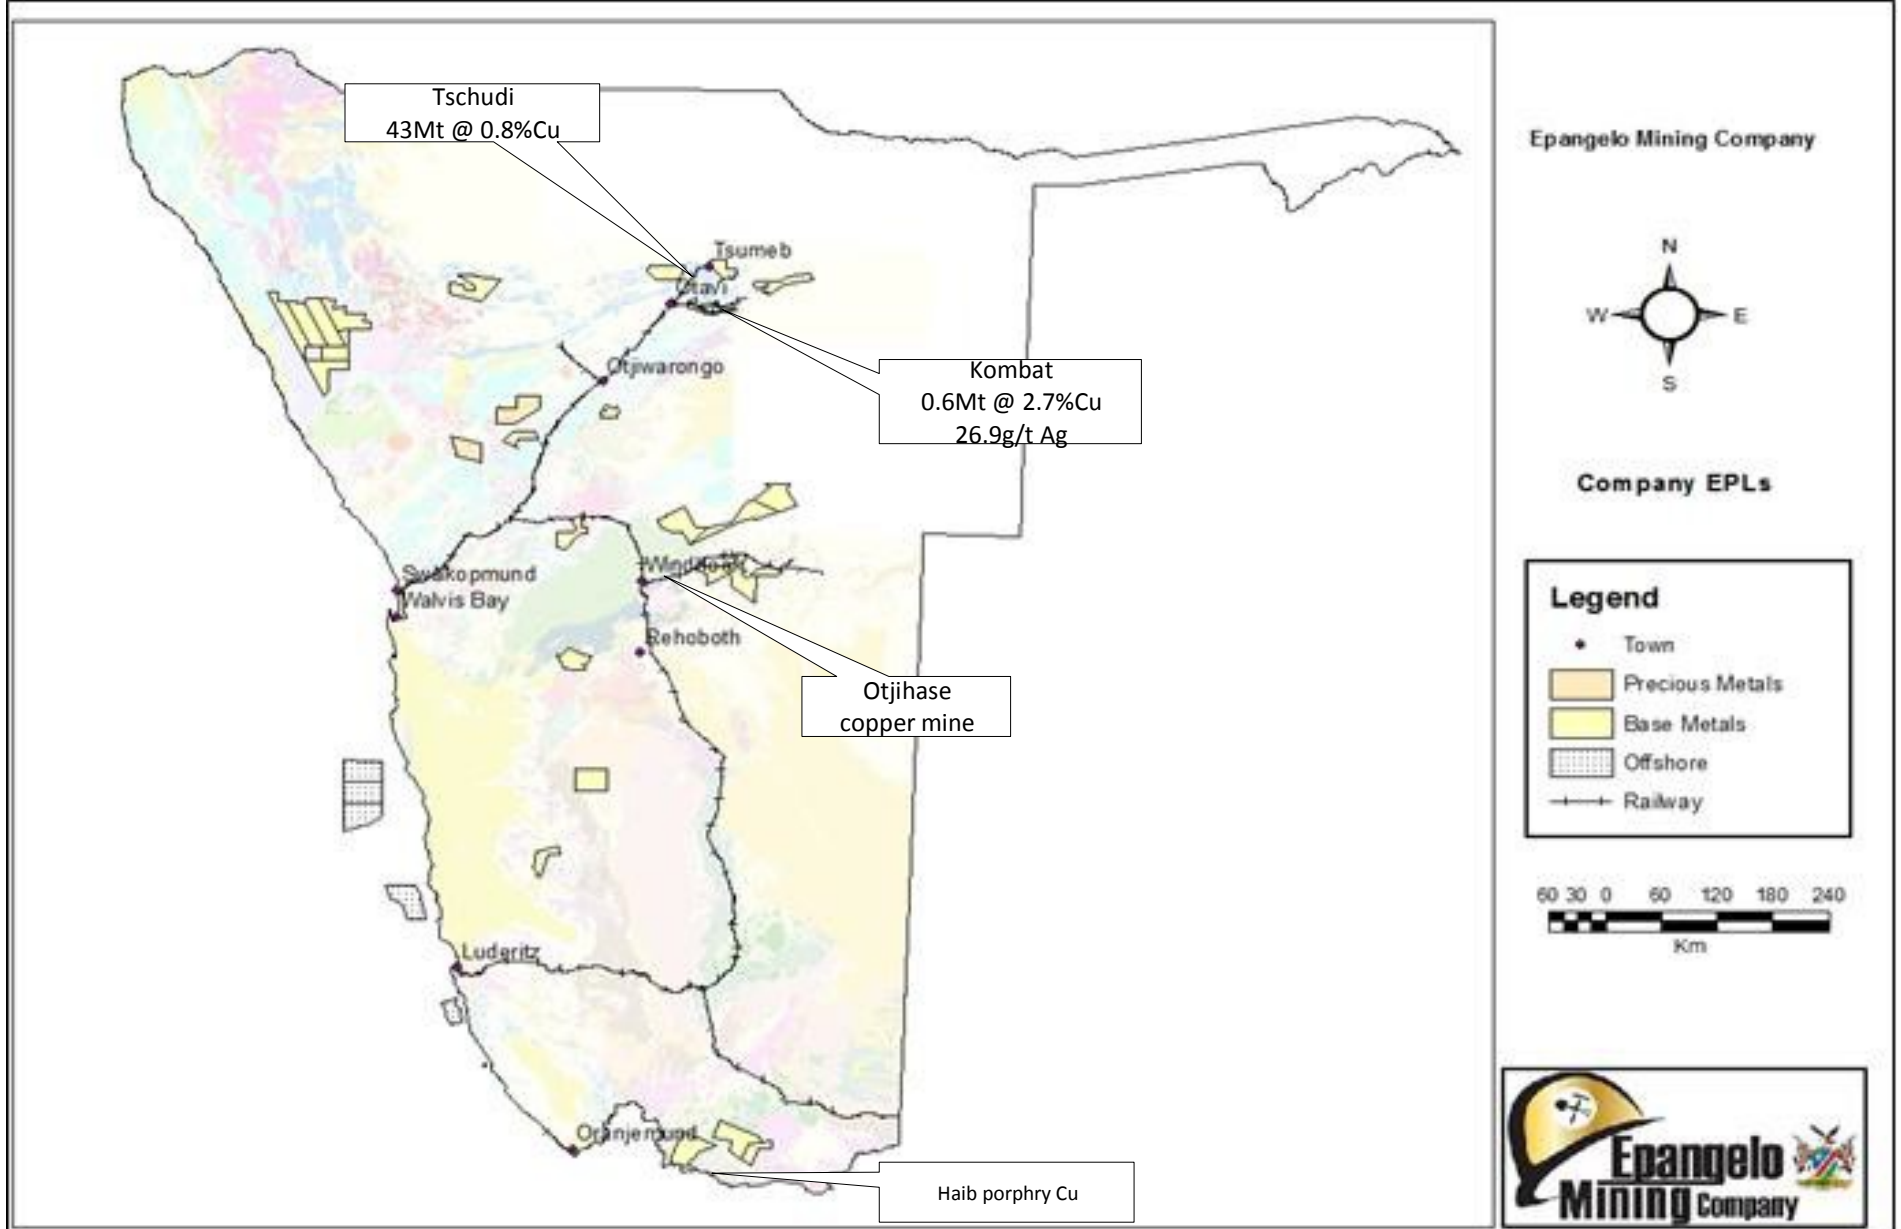 Tschudi
43Mt @ 0.8%Cu
Epangelo Mining Company
N
W
E
S
Tsumeb
Otavi
Kombat
0.6Mt @ 2.7%Cu
26.9g/t Ag
Otjiwarongo
Company EPLs
Windhoek
Swakopmund
Walvis Bay
Rehoboth
Otjihase
copper mine
Legend
Town
Precious Metals
Base Metals
Offshore
Railway
60 30 0 60 120 180 240
Km
Luderitz
Oranjemund
Haib porphry Cu
Epangelo
Mining Company